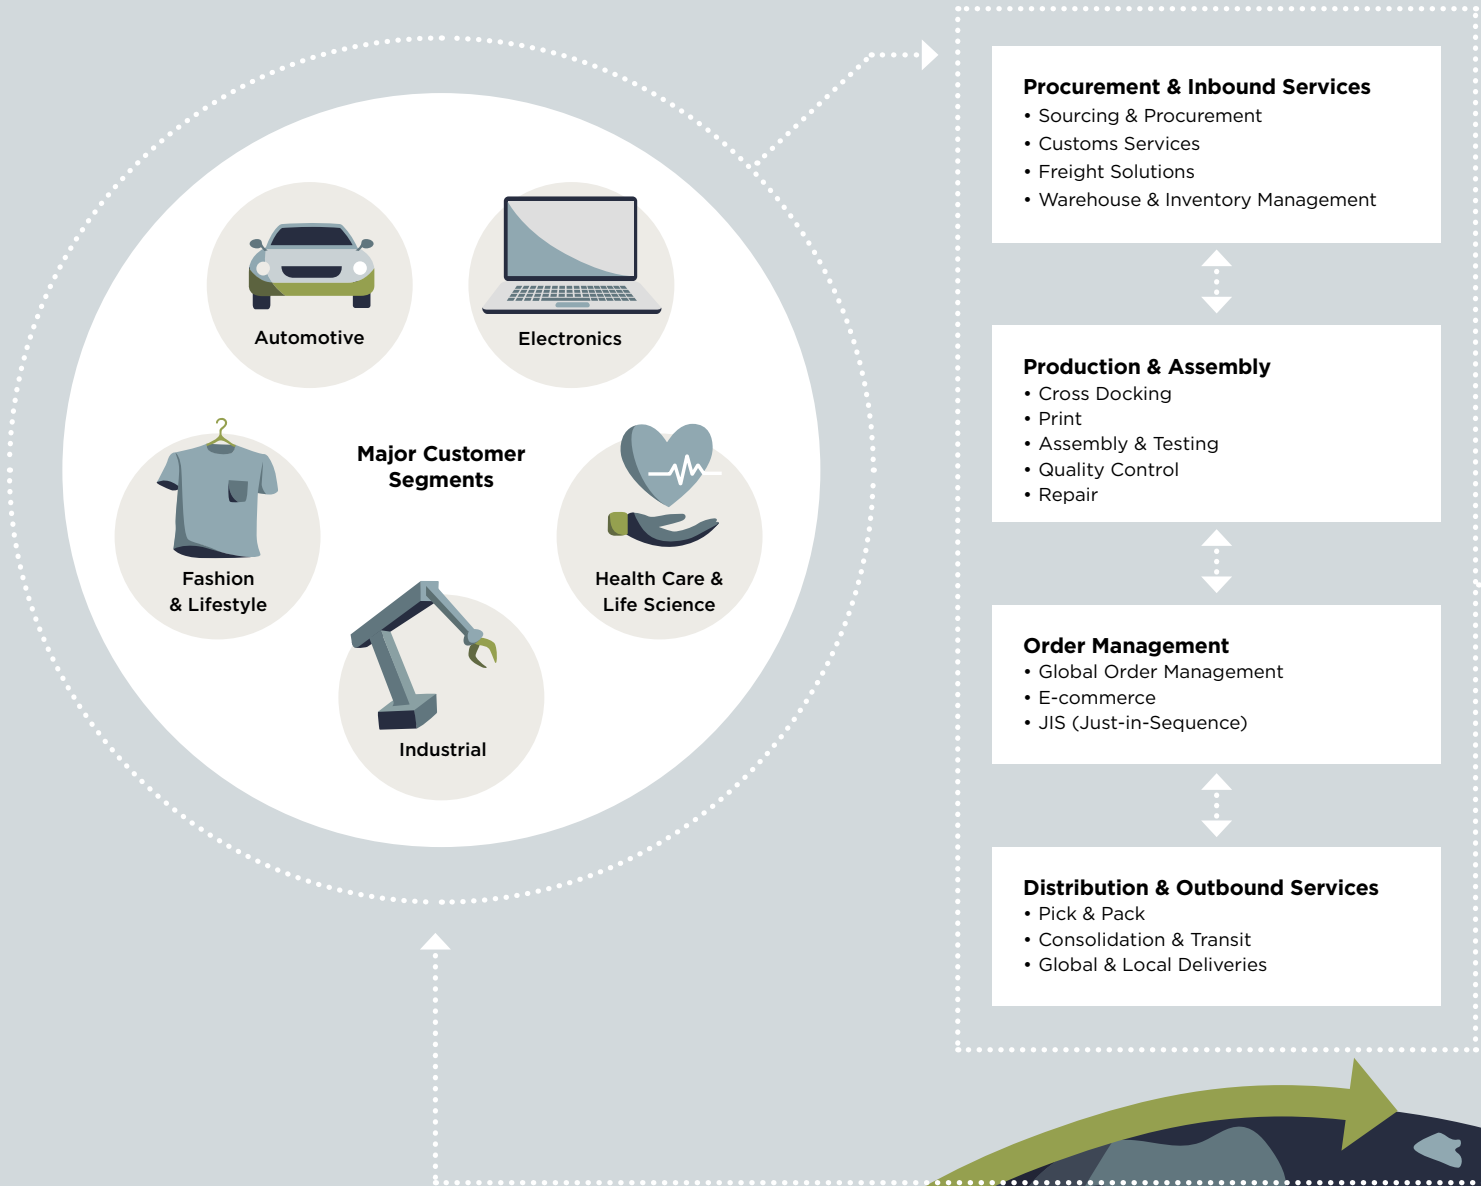 Automotive
Electronics
Major Customer
Segments
Fashion
& Lifestyle
Health Care &
Life Science
Industrial
Procurement & Inbound Services
• Sourcing & Procurement
• Customs Services
• Freight Solutions
• Warehouse & Inventory Management
Production & Assembly
• Cross Docking
• Print
• Assembly & Testing
• Quality Control
• Repair
Order Management
• Global Order Management
• E-commerce
• JIS (Just-in-Sequence)
Distribution & Outbound Services
• Pick & Pack
• Consolidation & Transit
• Global & Local Deliveries